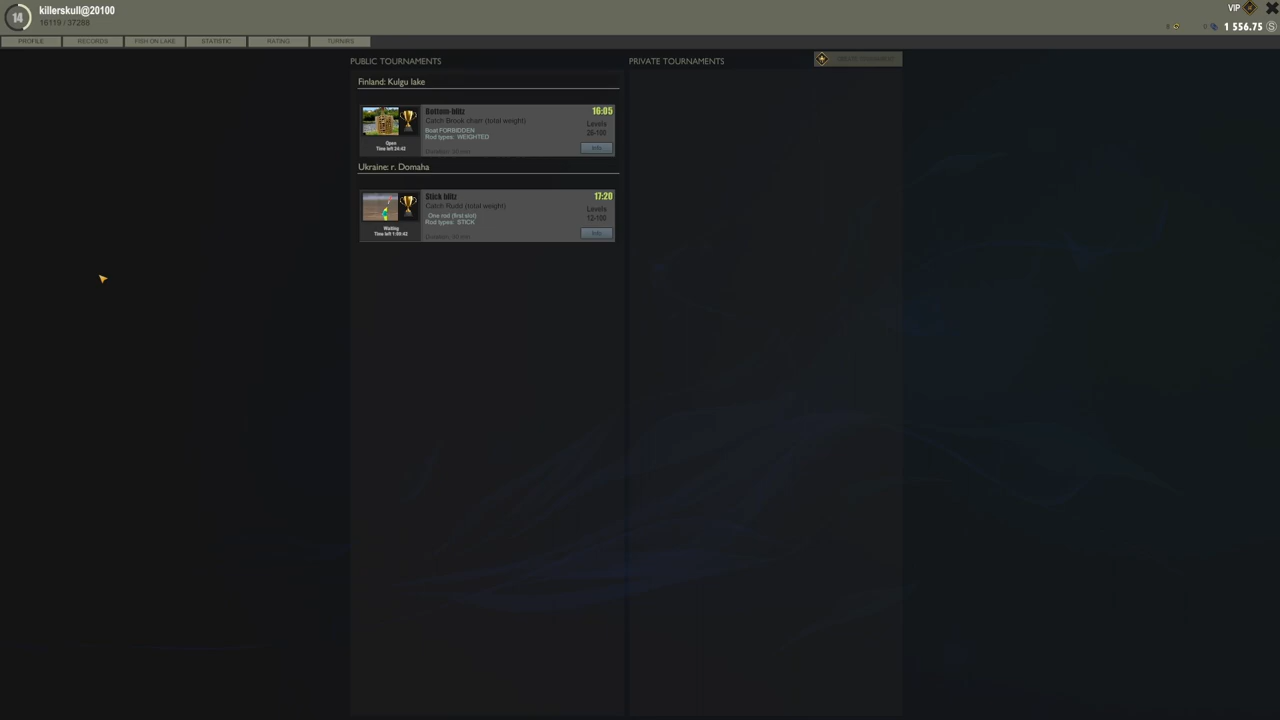 14
killerskull@20100
16119 / 37288
VIP
1 556.75
PROFILE
RECORDS
FISH ON LAKE
STATISTIC
RATING
TURNIRS
PUBLIC TOURNAMENTS
PRIVATE TOURNAMENTS
Finland: Kuigu lake
Bottom-blitz
16:05
Catch Brook charr (total weight)
Boat FORBIDDEN
Rod types: WEIGHTED
Levels
26-100
Open
Time left 24:42
Info
Ukraine: r. Domaha
Stick blitz
17:20
Catch Rudd (total weight)
One rod (first slot)
Rod types: STICK
Levels
12-100
Waiting
Time left 1:09:42
Info